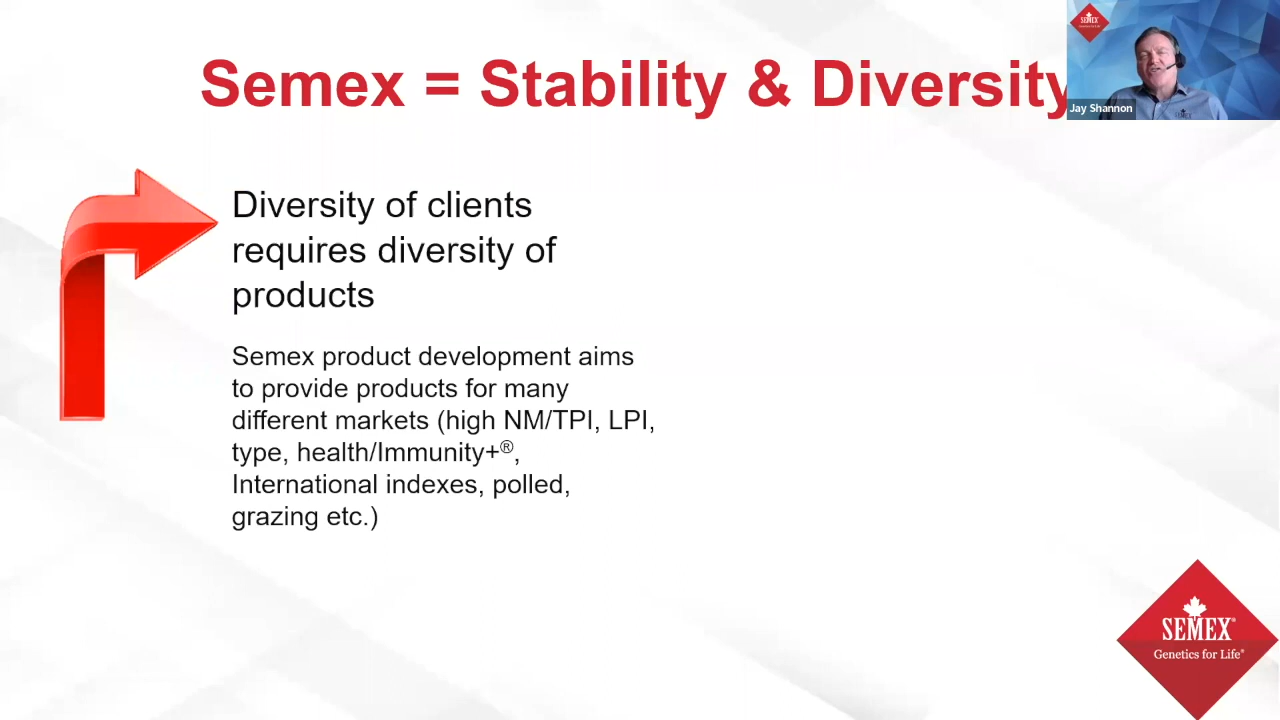 Semex = Stability & Diversity
SEMEX
Jay Shannon
Diversity of clients
requires diversity of
products
Semex product development aims
to provide products for many
different markets (high NM/TPI, LPI,
type, health/Immunity+®,
International indexes, polled,
grazing etc.)
SEMEX®
Genetics for Life®